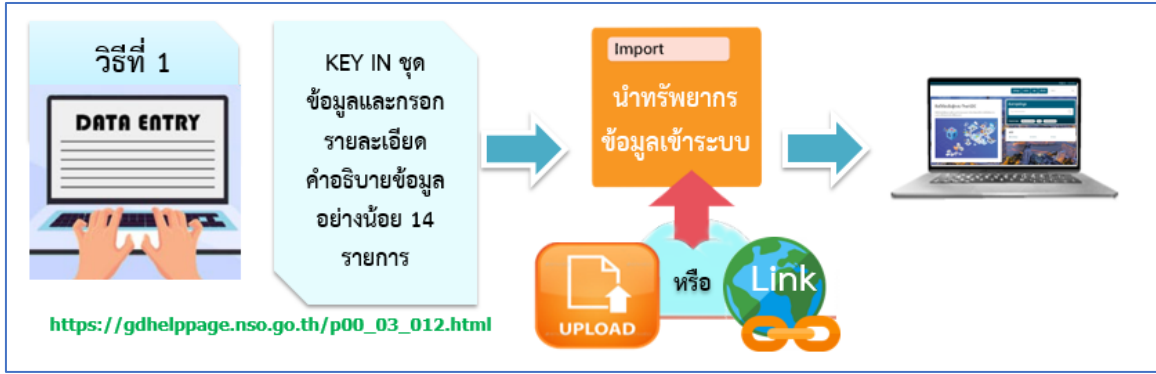 วิธีที่ 1
DATA ENTRY
KEY IN ชุด
ข้อมูลและกรอก
รายละเอียด
คำอธิบายข้อมูล
อย่างน้อย 14
รายการ
Import
นำทรัพยากร
ข้อมูลเข้าระบบ
UPLOAD
หรือ
Link
https://gdhelppage.nso.go.th/p00_03_012.html